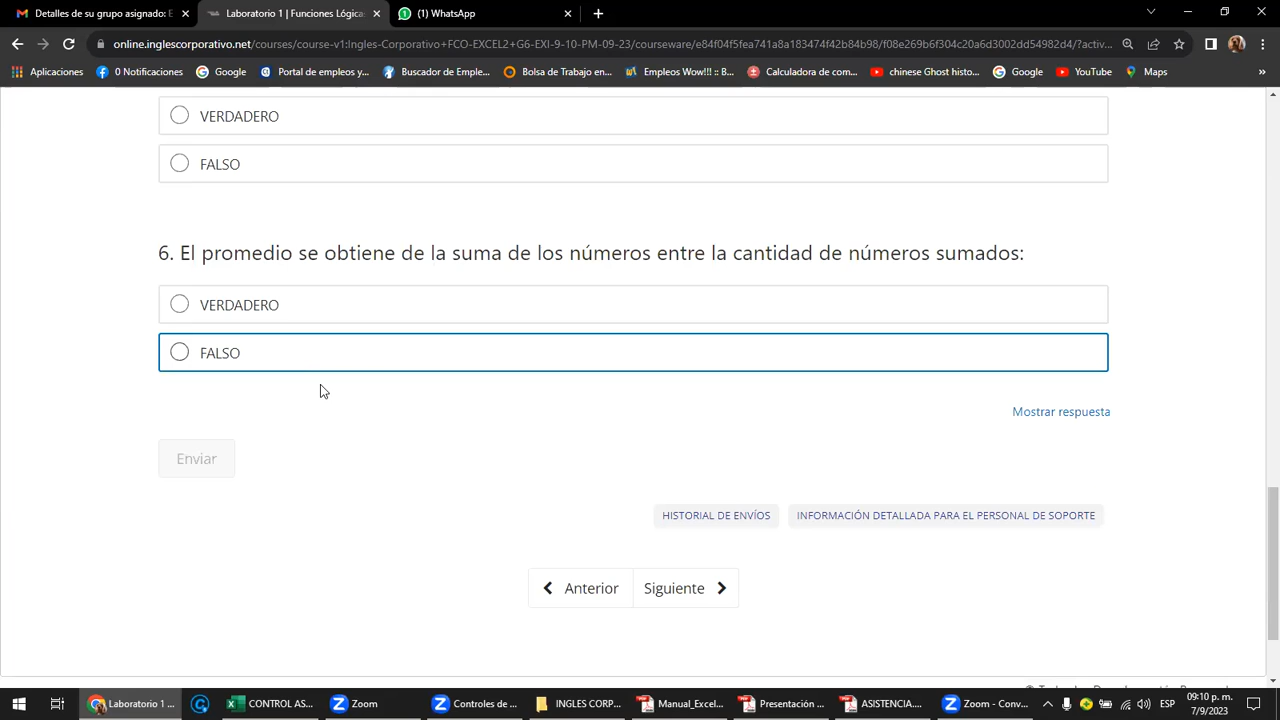 Detalles de su grupo asignado: E
Laboratorio 1 | Funciones Lógicas
(1) WhatsApp
online.inglescorporativo.net/courses/course-v1:Ingles-Corporativo+FCO-EXCEL2+G6-EXI-9-10-PM-09-23/courseware/e84f04f5fea741a8a183474f42b84b98/f08e269b6f304c20a6d3002dd54982d4/?activ...
Aplicaciones
0 Notificaciones
Google
Portal de empleos y...
Buscador de Emple...
Bolsa de Trabajo en...
Empleos Wow!!! :: B...
Calculadora de com...
chinese Ghost histo...
Google
YouTube
Maps
»
VERDADERO
FALSO
6. El promedio se obtiene de la suma de los números entre la cantidad de números sumados:
VERDADERO
FALSO
Mostrar respuesta
Enviar
HISTORIAL DE ENVÍOS
INFORMACIÓN DETALLADA PARA EL PERSONAL DE SOPORTE
Anterior
Siguiente
Laboratorio 1 ...
CONTROL AS...
Zoom
Controles de ...
INGLES CORP...
Manual_Excel...
Presentación ...
ASISTENCIA....
Zoom - Conv...
ESP
09:10 p. m.
7/9/2023